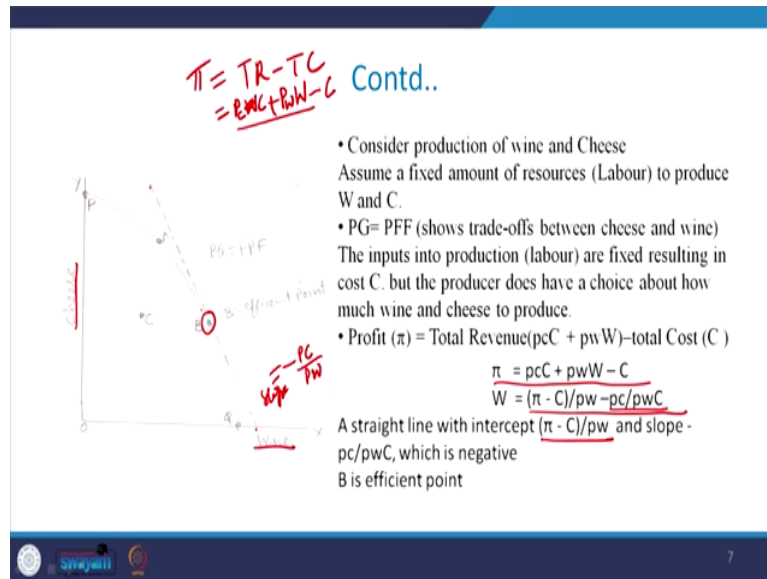 π = TR - TC
= PcC + PwW - C
Contd..
• Consider production of wine and Cheese
Assume a fixed amount of resources (Labour) to produce
W and C.
• PG= PFF (shows trade-offs between cheese and wine)
The inputs into production (labour) are fixed resulting in
cost C. but the producer does have a choice about how
much wine and cheese to produce.
• Profit (π) = Total Revenue(pcC + pwW)–total Cost (C )
π = pcC + pwW – C
W = (π - C)/pw –pc/pwC
A straight line with intercept (π - C)/pw and slope -
pc/pwC, which is negative
B is efficient point
Y
P
PG = PPF
B = efficient point
C
B
Cheese
slope = -PC/PW
G
O
X
Wine
swayam
7